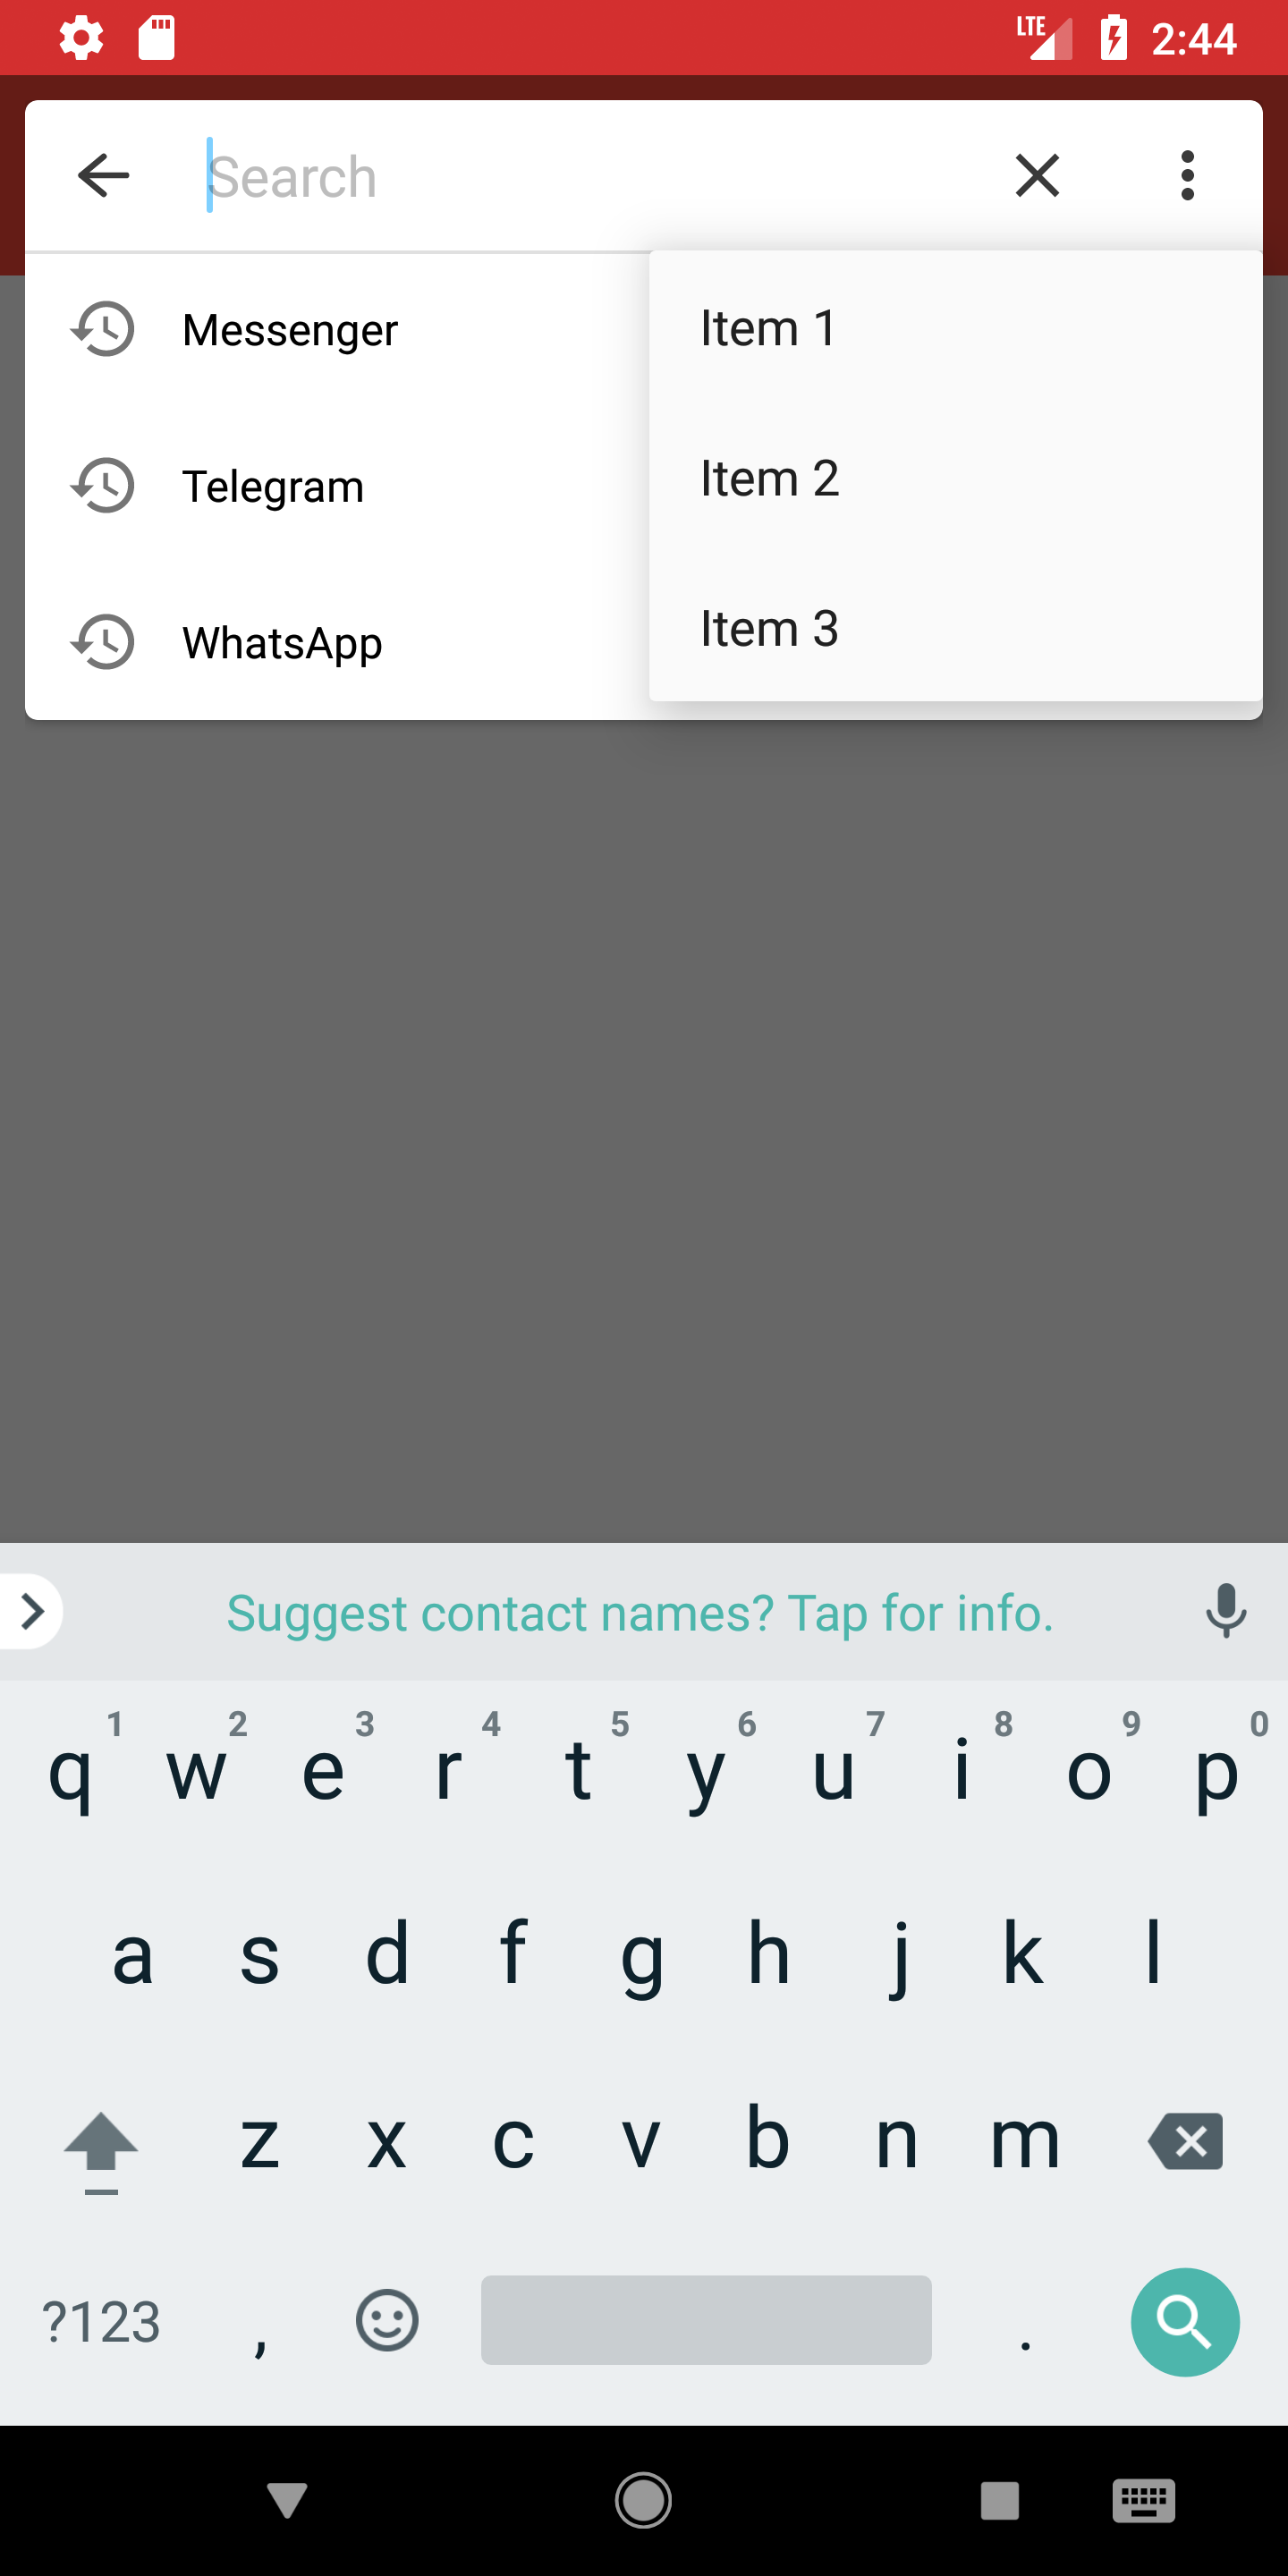 LTE 2:44
Search
Messenger
Item 1
Telegram
Item 2
WhatsApp
Item 3
Suggest contact names? Tap for info.
1 2 3 4 5 6 7 8 9 0
q w e r t y u i o p
a s d f g h j k l
z x c v b n m
?123 , .